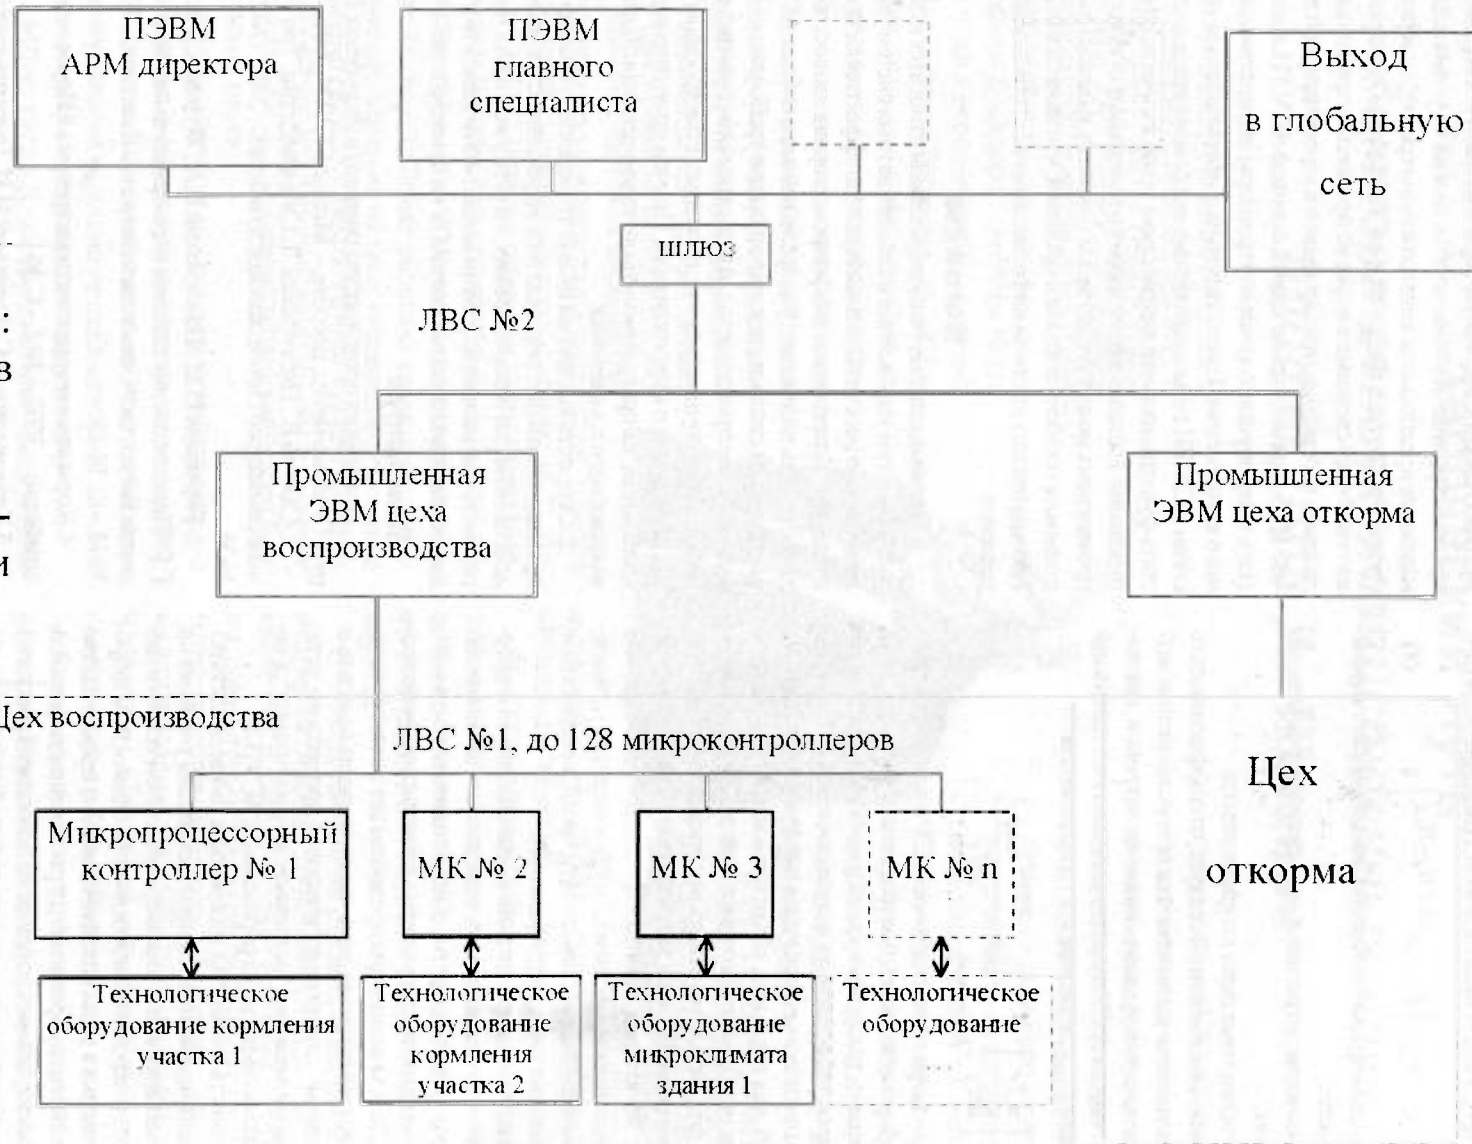 ПЭВМ
АРМ директора
ПЭВМ
главного
специалиста
Выход
в глобальную
сеть
шлюз
:
в
-
и
ЛВС №2
Промышленная
ЭВМ цеха
воспроизводства
Промышленная
ЭВМ цеха откорма
Цех воспроизводства
ЛВС №1, до 128 микроконтроллеров
Цех
откорма
Микропроцессорный
контроллер № 1
МК № 2
МК № 3
МК № n
Технологическое
оборудование кормления
участка 1
Технологическое
оборудование
кормления
участка 2
Технологическое
оборудование
микроклимата
здания 1
Технологическое
оборудование
...